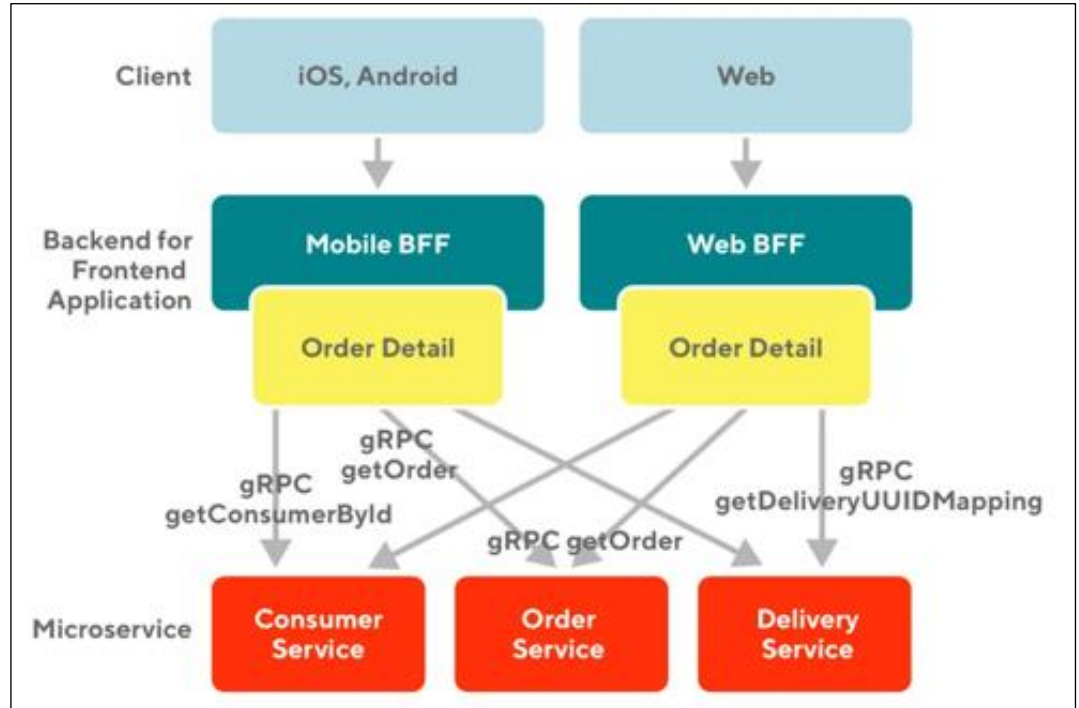 Client
iOS, Android
Web
Backend for
Frontend
Application
Mobile BFF
Web BFF
Order Detail
Order Detail
gRPC
getOrder
gRPC
getConsumerById
gRPC
getDeliveryUUIDMapping
gRPC getOrder
Microservice
Consumer
Service
Order
Service
Delivery
Service